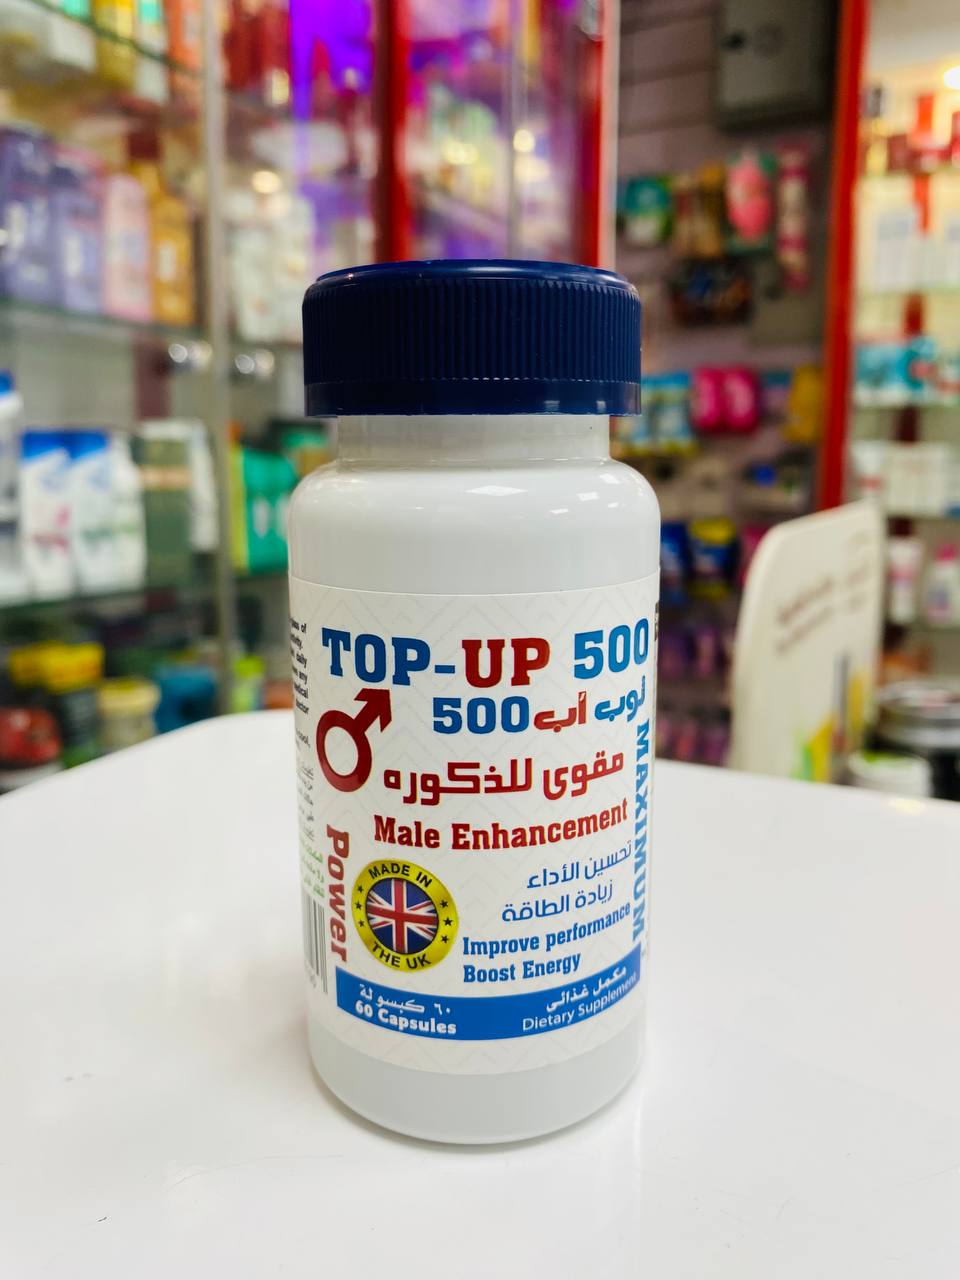 TOP-UP 500
توب أب 500
مقوى للذكوره
Male Enhancement
تحسين الأداء
زيادة الطاقة
Improve performance
Boost Energy
MADE IN
THE UK
Power
MAXIMUM
٦٠ كبسولة
60 Capsules
مكمل غذائى
Dietary Supplement